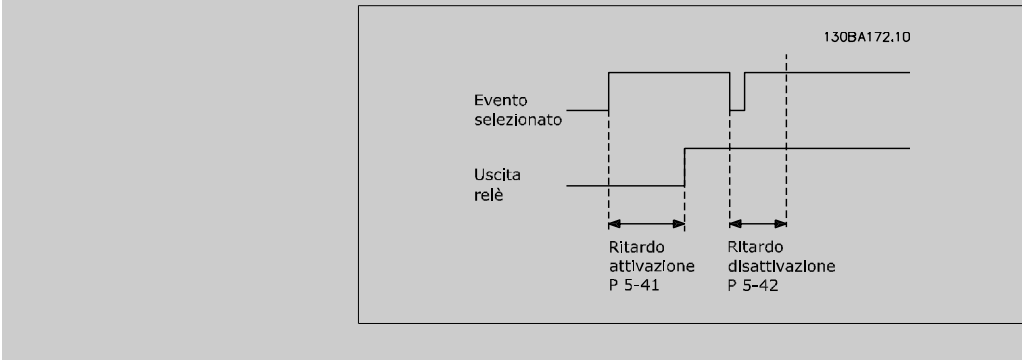 130BA172.10
Evento
selezionato
Uscita
relè
Ritardo
attivazione
P 5-41
Ritardo
disattivazione
P 5-42